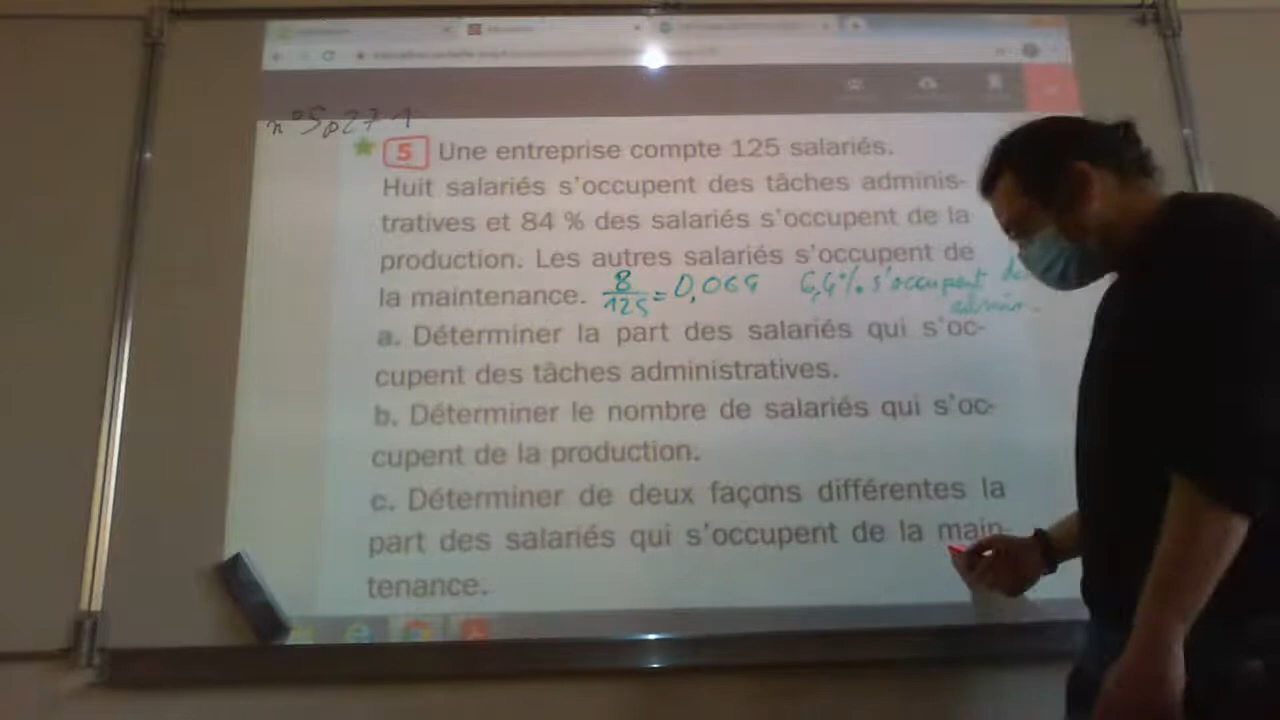 n°5p271
5 Une entreprise compte 125 salariés.
Huit salariés s'occupent des tâches adminis-
tratives et 84 % des salariés s'occupent de la
production. Les autres salariés s'occupent de
la maintenance. 8/125 = 0,064 6,4% s'occupent de
admin.
a. Déterminer la part des salariés qui s'oc-
cupent des tâches administratives.
b. Déterminer le nombre de salariés qui s'oc-
cupent de la production.
c. Déterminer de deux façons différentes la
part des salariés qui s'occupent de la main-
tenance.